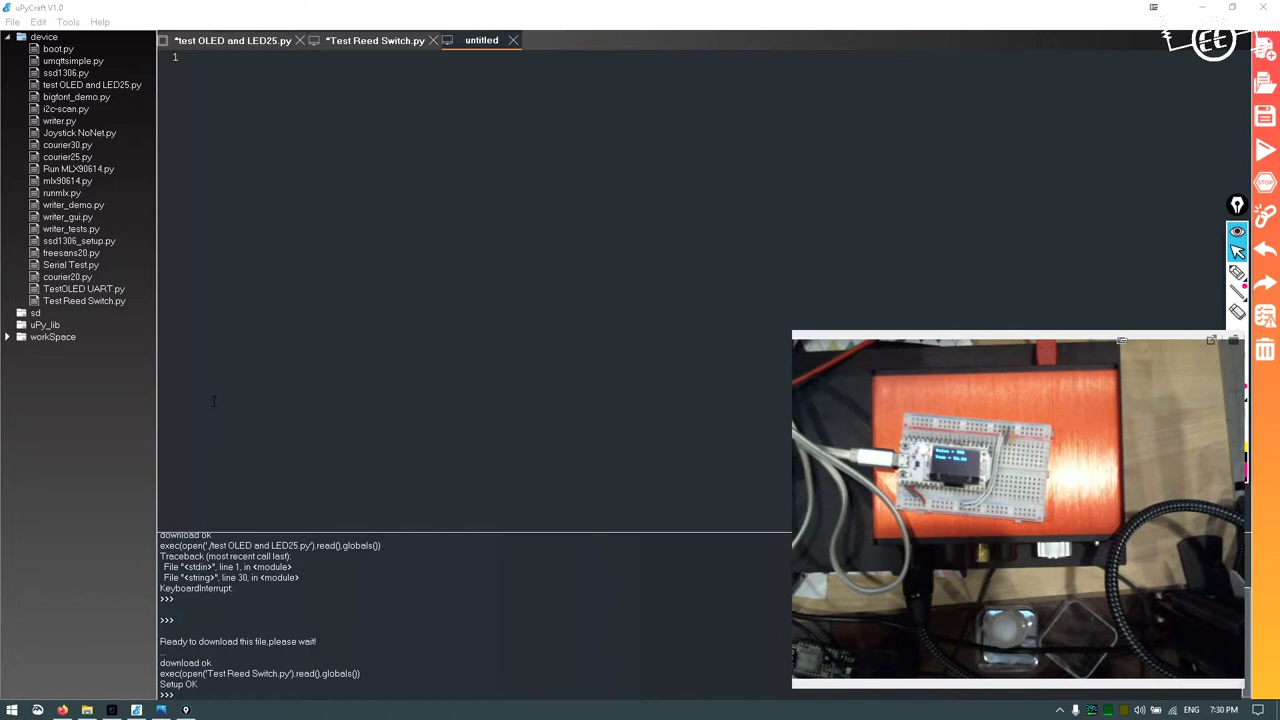 uPyCraft V1.0
File Edit Tools Help
device
boot.py
umqttsimple.py
ssd1306.py
test OLED and LED25.py
bigfont_demo.py
i2c-scan.py
writer.py
Joystick NoNet.py
courier30.py
courier25.py
Run MLX90614.py
mlx90614.py
runmlx.py
writer_demo.py
writer_gui.py
writer_tests.py
ssd1306_setup.py
freesans20.py
Serial Test.py
courier20.py
TestOLED UART.py
Test Reed Switch.py
sd
uPy_lib
workSpace
*test OLED and LED25.py *Test Reed Switch.py untitled
1
download ok
exec(open('./test OLED and LED25.py').read(),globals())
Traceback (most recent call last):
File "<stdin>", line 1, in <module>
File "<string>", line 30, in <module>
KeyboardInterrupt:
>>>
>>>
Ready to download this file,please wait!
...
download ok
exec(open('Test Reed Switch.py').read(),globals())
Setup OK
>>>
STOP
EE
ENG 7:30 PM